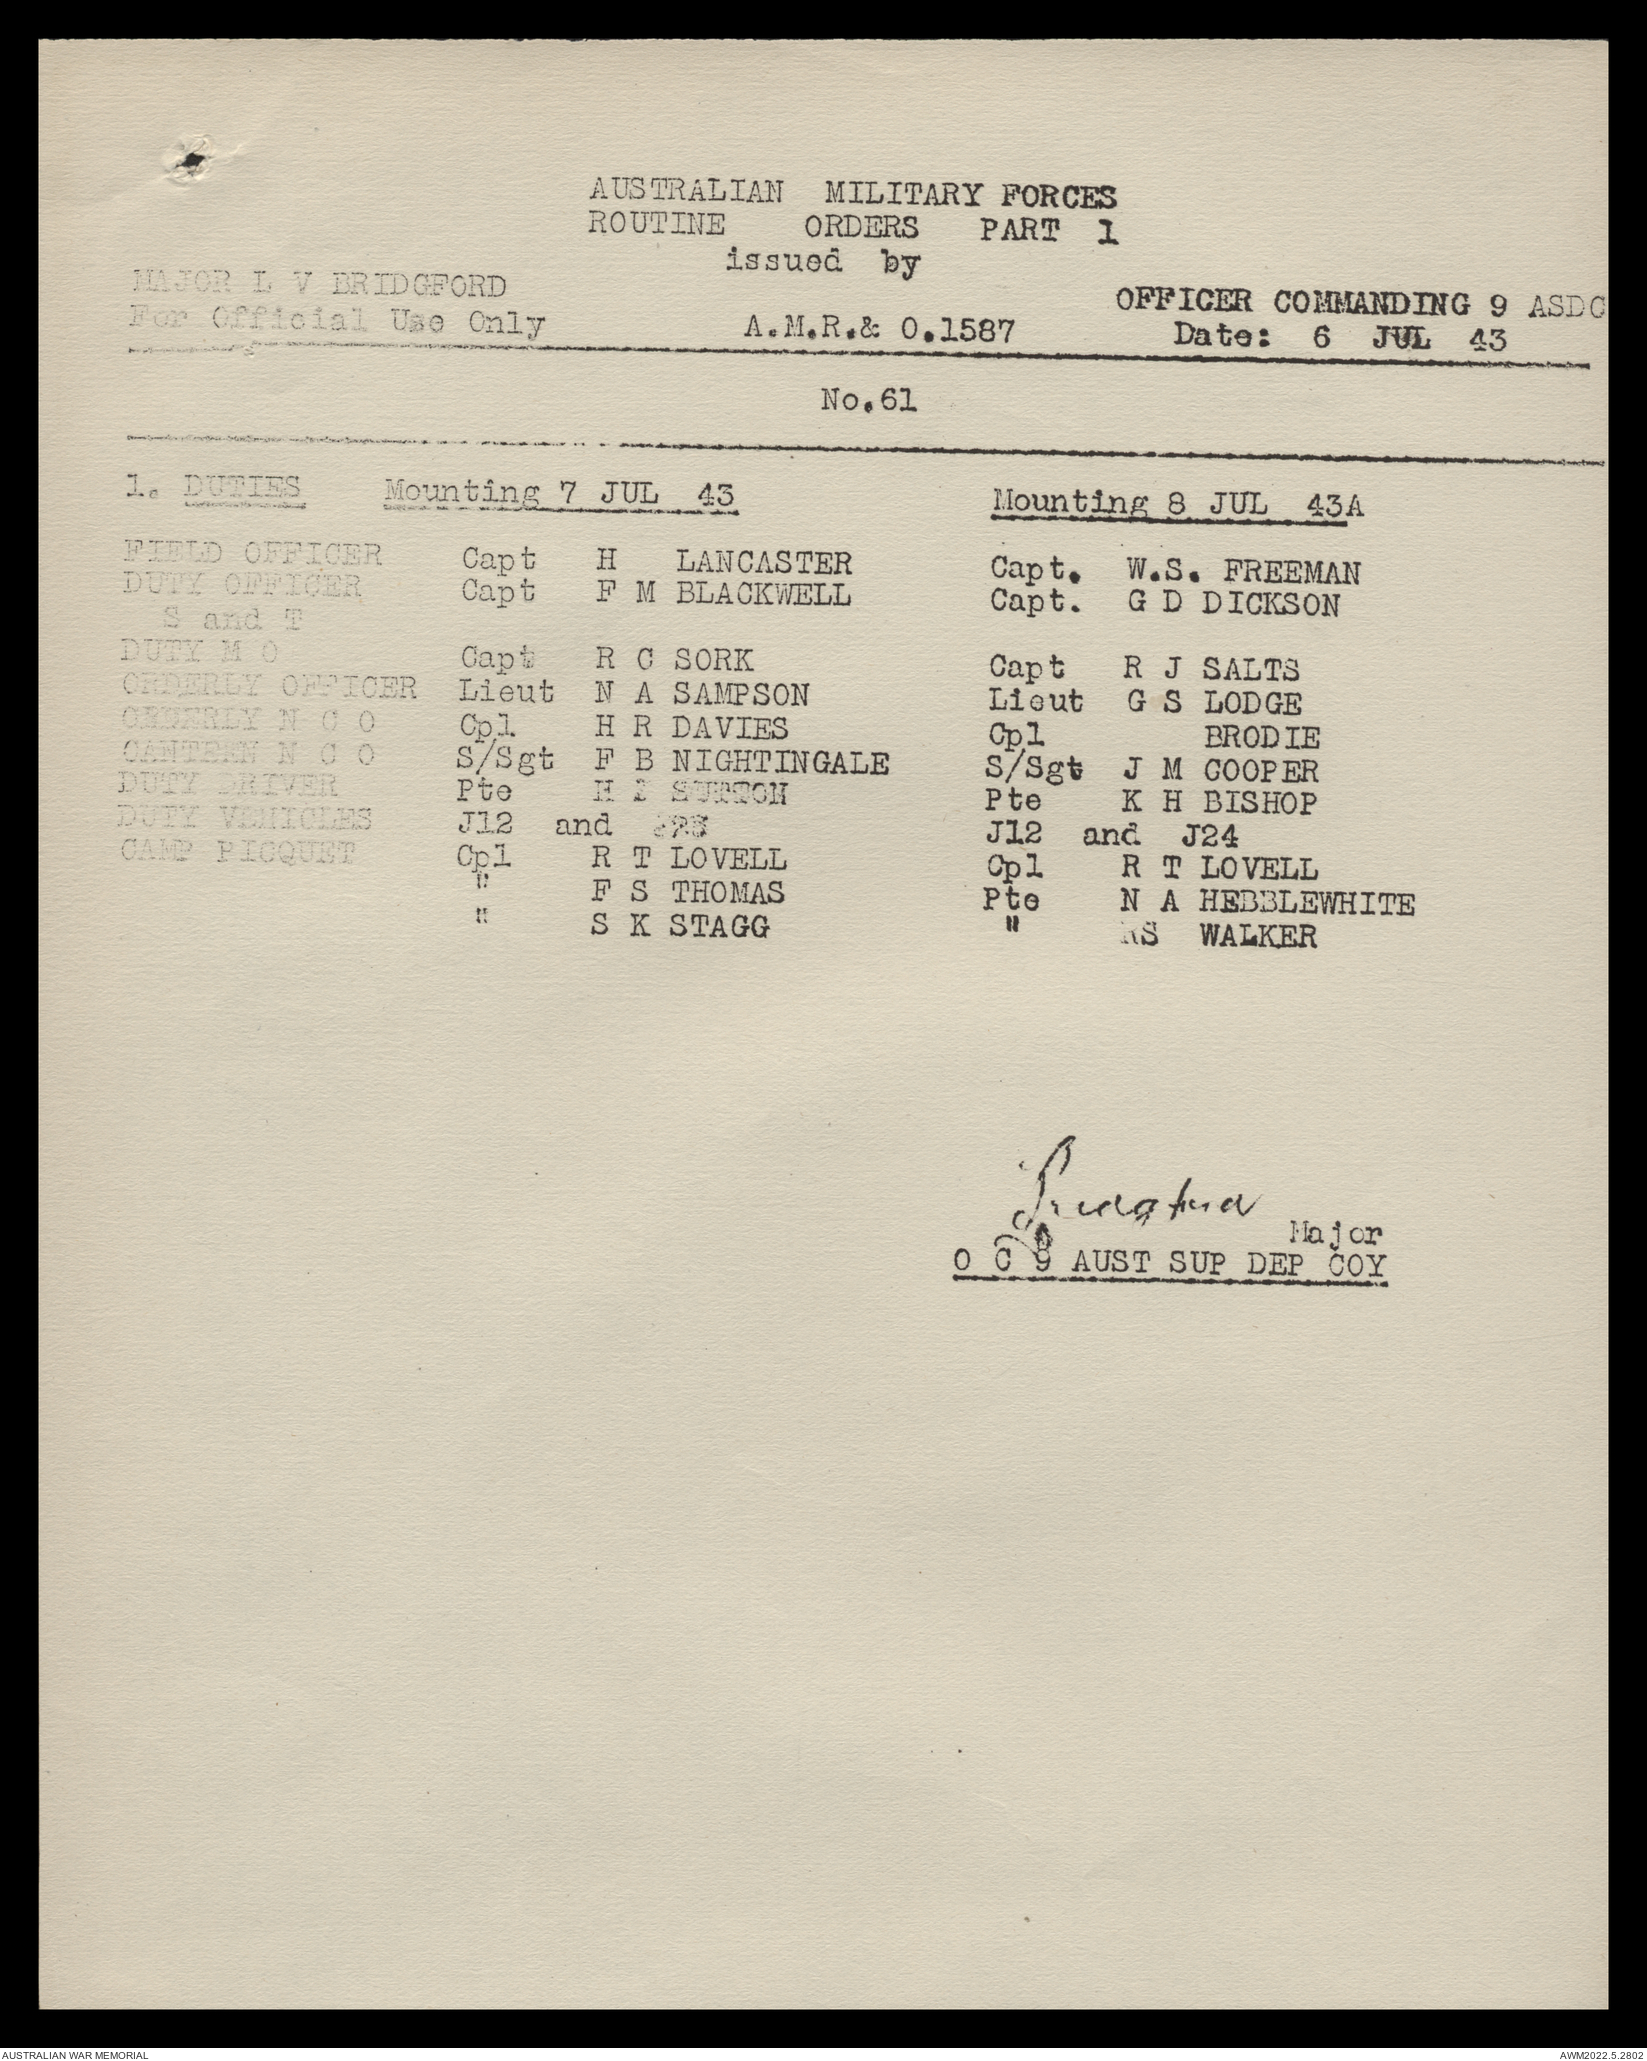 AUSTRALIAN MILITARY FORCES
ROUTINE ORDERS PART 1
issued by
MAJOR L V BRIDGFORD OFFICER COMMANDING 9 ASDC
For Official Use Only A.M.R.& O.1587 Date: 6 JUL 43
No.61
1. DUTIES Mounting 7 JUL 43 Mounting 8 JUL 43A
FIELD OFFICER Capt H LANCASTER Capt. W.S. FREEMAN
DUTY OFFICER Capt F M BLACKWELL Capt. G D DICKSON
S and T
DUTY M O Capt R C SORK Capt R J SALTS
ORDERLY OFFICER Lieut N A SAMPSON Lieut G S LODGE
ORDERLY N C O Cpl H R DAVIES Cpl BRODIE
CANTEEN N C O S/Sgt F B NIGHTINGALE S/Sgt J M COOPER
DUTY DRIVER Pte H SUTTON Pte K H BISHOP
DUTY VEHICLES J12 and J12 and J24
CAMP PICQUET Cpl R T LOVELL Cpl R T LOVELL
" F S THOMAS Pte N A HEBBLEWHITE
" S K STAGG " RS WALKER
Bridgford
Major
O C 9 AUST SUP DEP COY
AUSTRALIAN WAR MEMORIAL AWM2022.5.2802